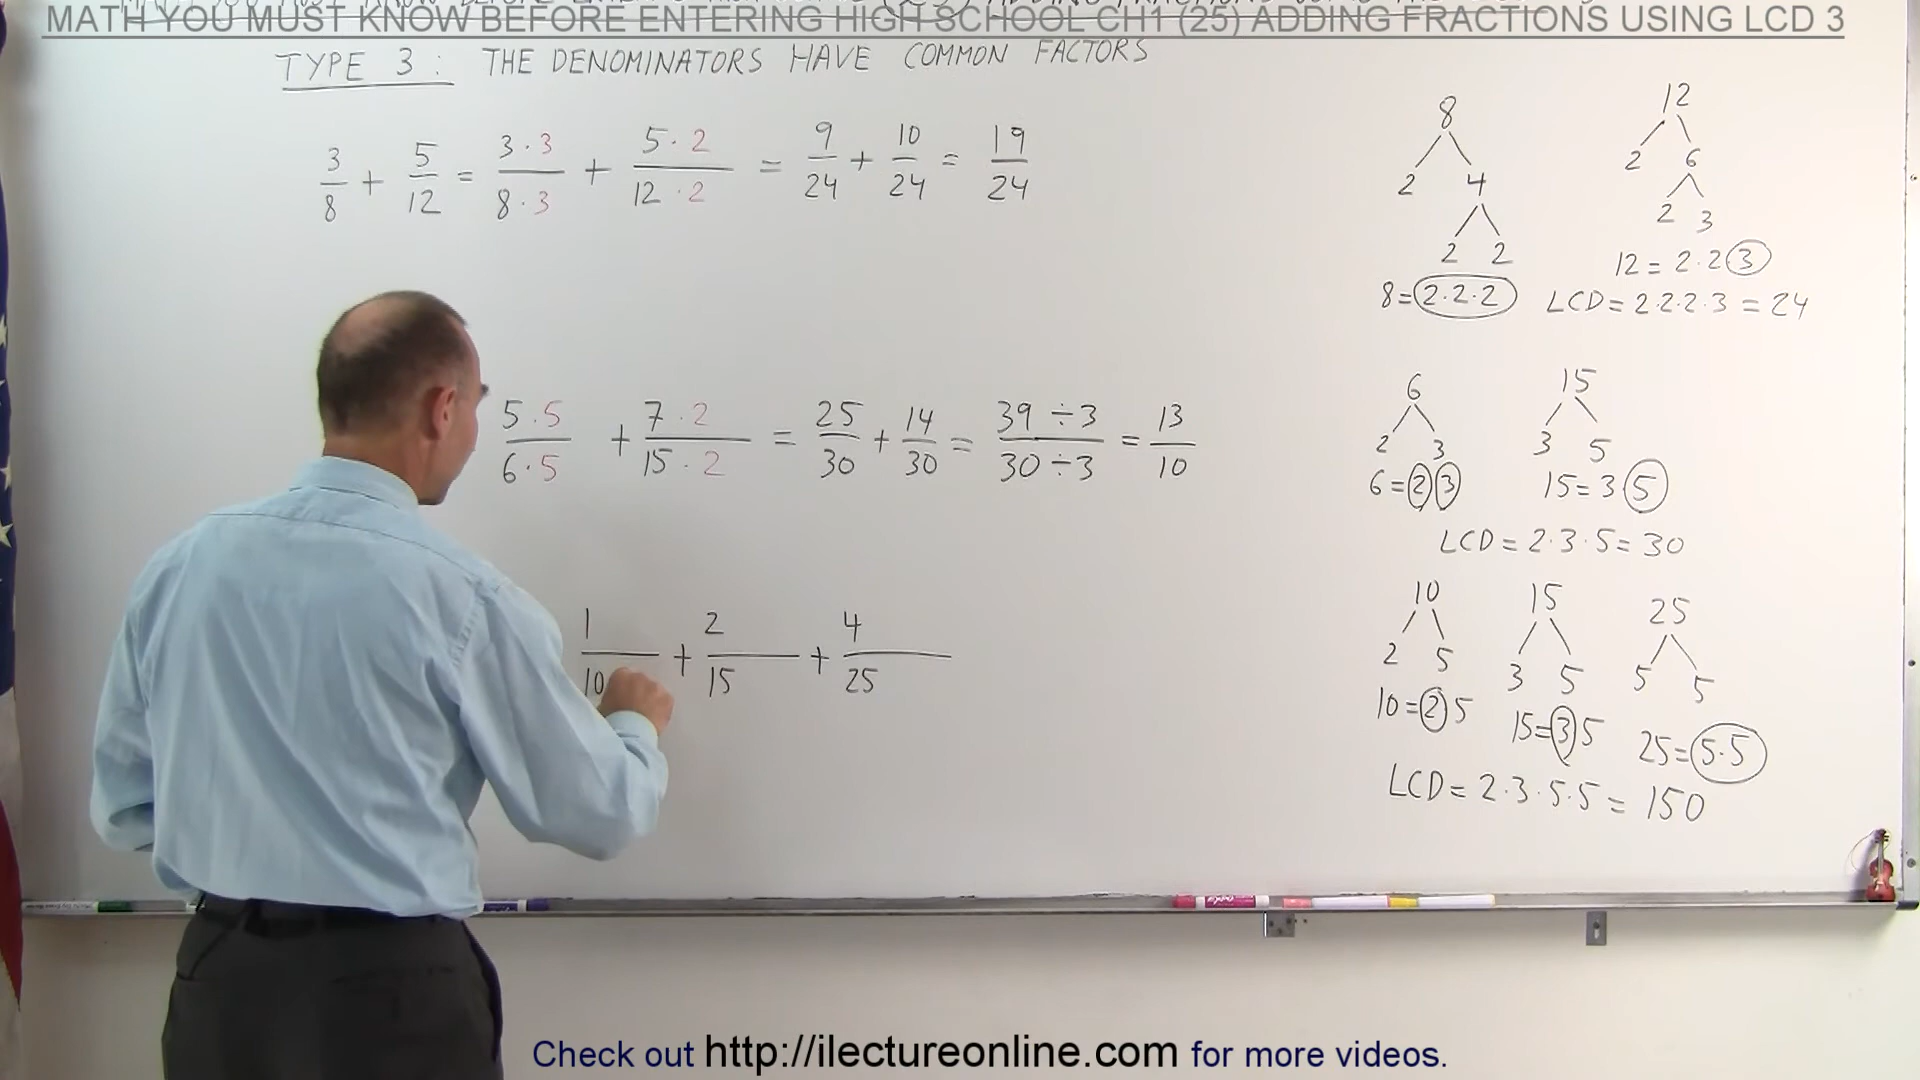 MATH YOU MUST KNOW BEFORE ENTERING HIGH SCHOOL CH1 (25) ADDING FRACTIONS USING LCD 3
TYPE 3 : THE DENOMINATORS HAVE COMMON FACTORS
3/8 + 5/12 = 3·3/8·3 + 5·2/12·2 = 9/24 + 10/24 = 19/24
8
2 4
2 2
8 = 2·2·2
12
2 6
2 3
12 = 2·2 3
LCD = 2·2·2·3 = 24
5·5/6·5 + 7·2/15·2 = 25/30 + 14/30 = 39÷3/30÷3 = 13/10
6
2 3
6 = 2 3
15
3 5
15 = 3 5
LCD = 2·3·5 = 30
1/10 + 2/15 + 4/25
10
2 5
10 = 2 5
15
3 5
15 = 3 5
25
5 5
25 = 5·5
LCD = 2·3·5·5 = 150
Check out http://ilectureonline.com for more videos.